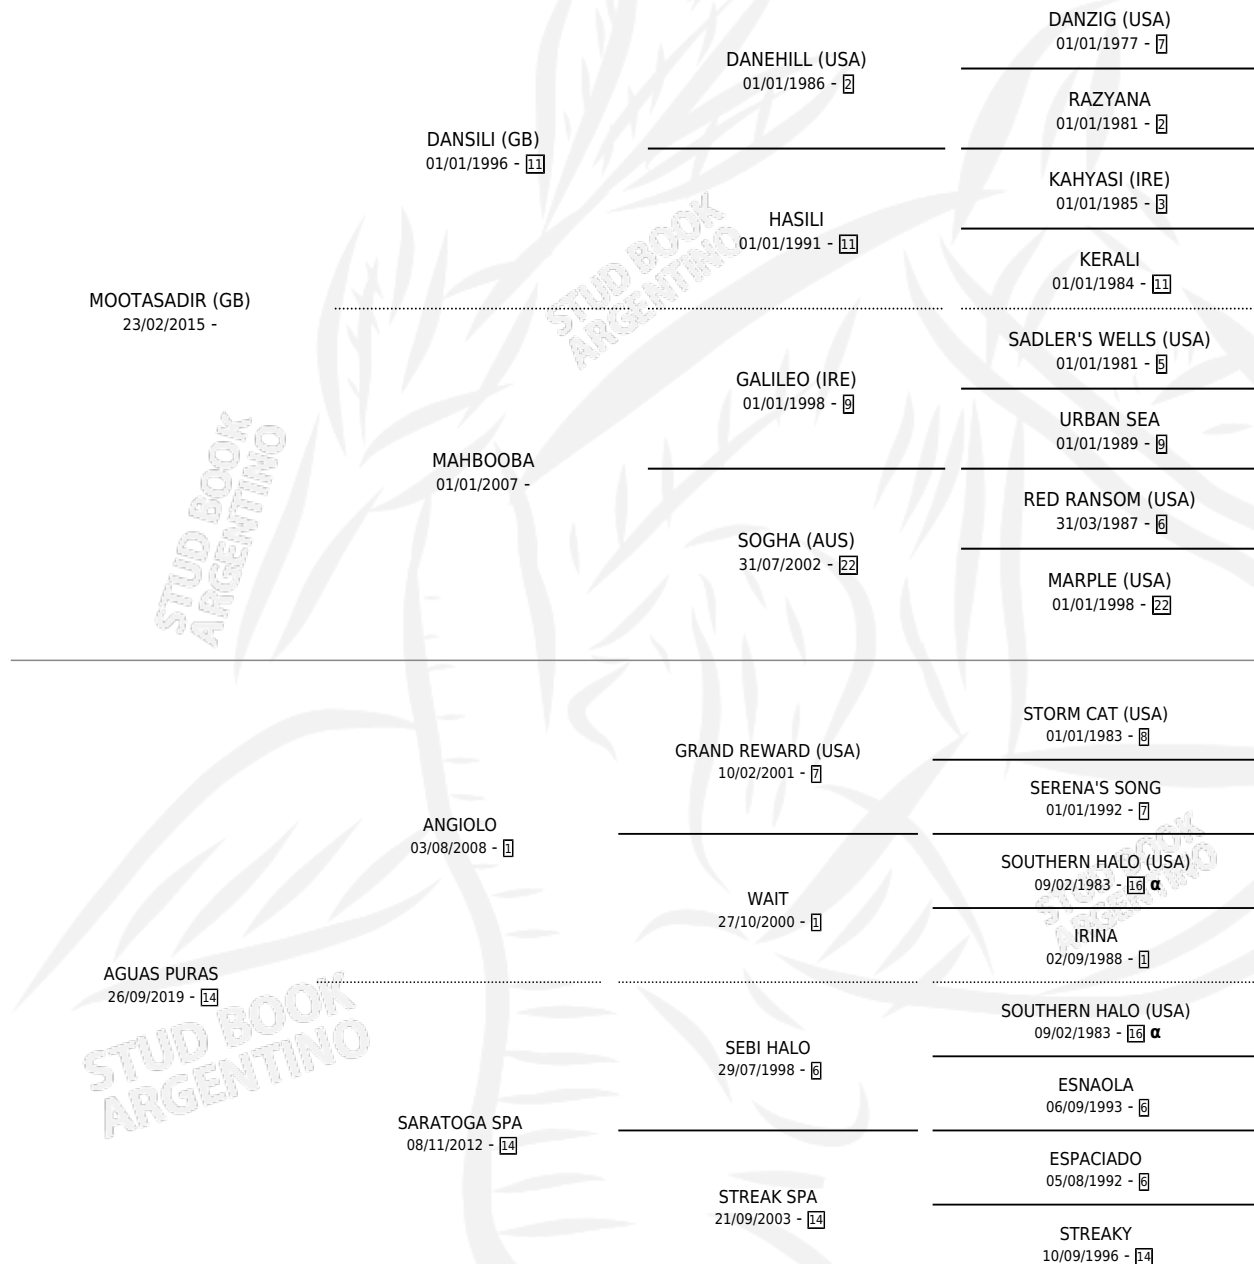 DANZIG (USA)
01/01/1977 - 7
DANEHILL (USA)
01/01/1986 - 2
RAZYANA
01/01/1981 - 2
DANSILI (GB)
01/01/1996 - 11
KAHYASI (IRE)
01/01/1985 - 3
HASILI
01/01/1991 - 11
KERALI
01/01/1984 - 11
MOOTASADIR (GB)
23/02/2015 -
SADLER'S WELLS (USA)
01/01/1981 - 5
GALILEO (IRE)
01/01/1998 - 9
URBAN SEA
01/01/1989 - 9
MAHBOOBA
01/01/2007 -
RED RANSOM (USA)
31/03/1987 - 6
SOGHA (AUS)
31/07/2002 - 22
MARPLE (USA)
01/01/1998 - 22
STORM CAT (USA)
01/01/1983 - 8
GRAND REWARD (USA)
10/02/2001 - 7
SERENA'S SONG
01/01/1992 - 7
ANGIOLO
03/08/2008 - 1
SOUTHERN HALO (USA)
09/02/1983 - 16 α
WAIT
27/10/2000 - 1
IRINA
02/09/1988 - 1
AGUAS PURAS
26/09/2019 - 14
SOUTHERN HALO (USA)
09/02/1983 - 16 α
SEBI HALO
29/07/1998 - 6
ESNAOLA
06/09/1993 - 6
SARATOGA SPA
08/11/2012 - 14
ESPACIADO
05/08/1992 - 6
STREAK SPA
21/09/2003 - 14
STREAKY
10/09/1996 - 14
STUD BOOK
ARGENTINO
STUD BOOK
ARGENTINO
STUD BOOK
ARGENTINO
STUD BOOK
ARGENTINO